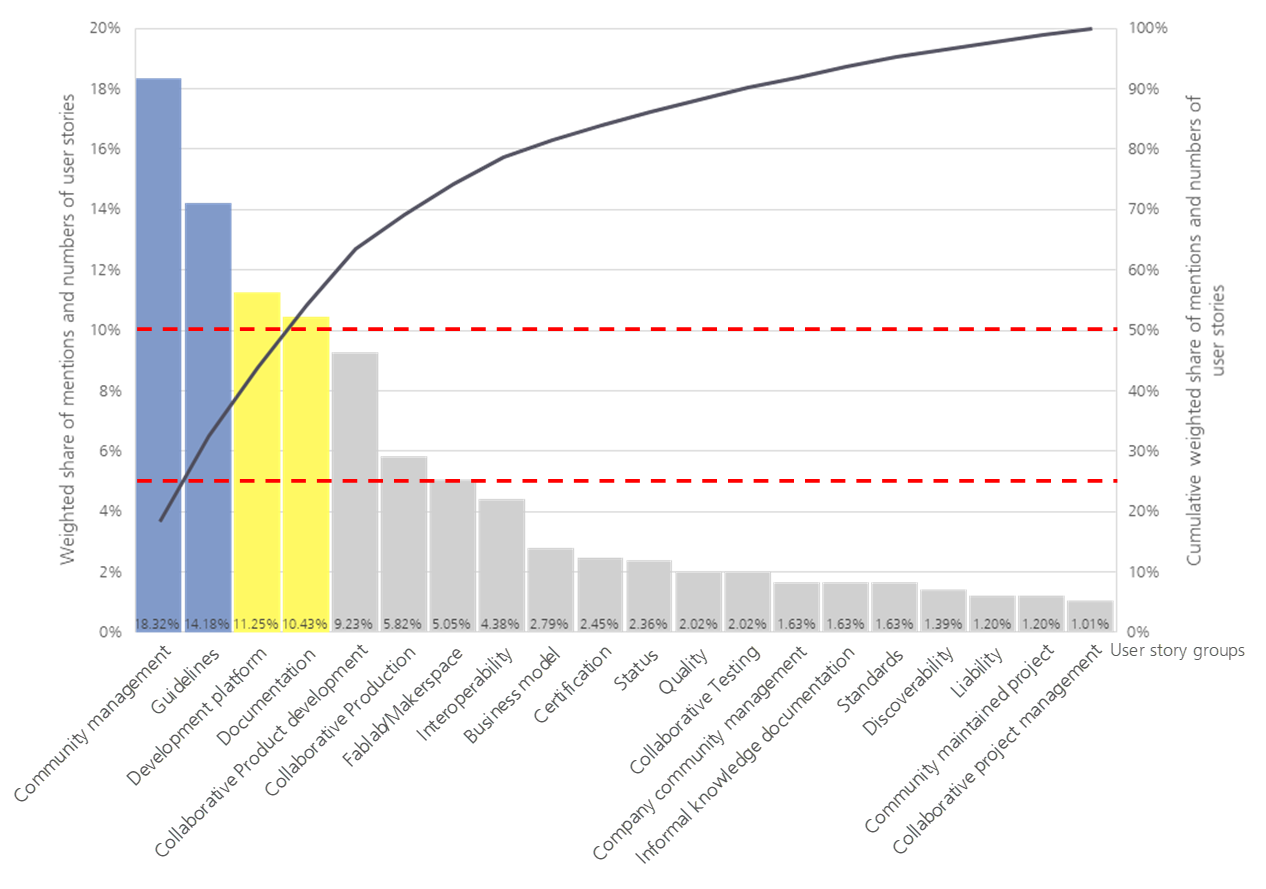 20%
18%
16%
14%
12%
10%
8%
6%
4%
2%
0%
Weighted share of mentions and numbers of user stories
100%
90%
80%
70%
60%
50%
40%
30%
20%
10%
0%
Cumulative weighted share of mentions and numbers of
user stories
18.32%
14.18%
11.25%
10.43%
9.23%
5.82%
5.05%
4.38%
2.79%
2.45%
2.36%
2.02%
2.02%
1.63%
1.63%
1.63%
1.39%
1.20%
1.20%
1.01%
User story groups
Community management
Guidelines
Development platform
Documentation
Collaborative Product development
Collaborative Production
Fablab/Makerspace
Interoperability
Business model
Certification
Status
Quality
Collaborative Testing
Company community management
Informal knowledge documentation
Standards
Discoverability
Liability
Community maintained project
Collaborative project management